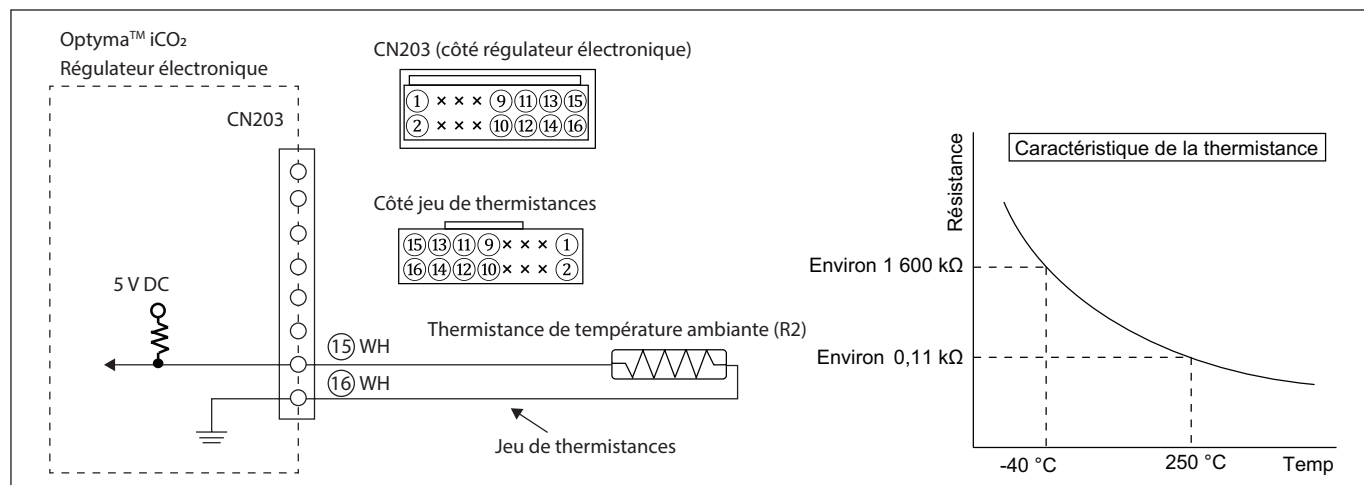 Optyma™ iCO₂
Régulateur électronique
CN203
5 V DC
CN203 (côté régulateur électronique)
① × × × ⑨ ⑪ ⑬ ⑮
② × × × ⑩ ⑫ ⑭ ⑯
Côté jeu de thermistances
⑮ ⑬ ⑪ ⑨ × × × ①
⑯ ⑭ ⑫ ⑩ × × × ②
Thermistance de température ambiante (R2)
⑮ WH
⑯ WH
Jeu de thermistances
Caractéristique de la thermistance
Résistance
Environ 1 600 kΩ
Environ 0,11 kΩ
-40 °C
250 °C
Temp